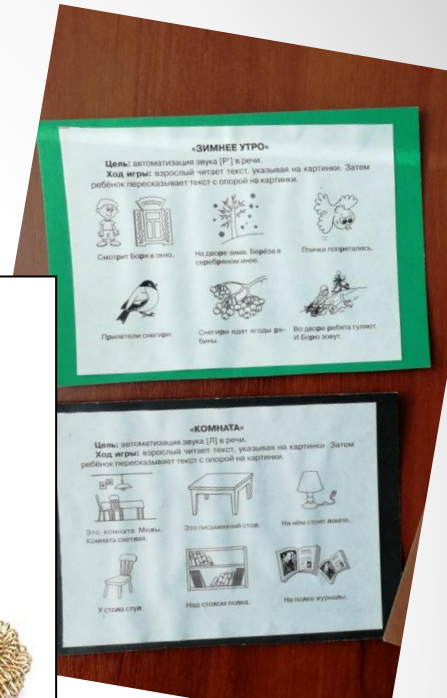 «ЗИМНЕЕ УТРО»
Цель: автоматизация звука [Р'] в речи.
Ход игры: взрослый читает текст, указывая на картинки. Затем
ребёнок пересказывает текст с опорой на картинки.
Смотрит Боря в окно.
На дворе зима. Берёза в
серебряном инее.
Птички попрятались.
Прилетели снегири.
Снегири едят ягоды ря-
бины.
Во дворе ребята гуляют.
И Борю зовут.
«КОМНАТА»
Цель: автоматизация звука [Л] в речи.
Ход игры: взрослый читает текст, указывая на картинки. Затем
ребёнок пересказывает текст с опорой на картинки.
Это комната Милы.
Комната светлая.
Это письменный стол.
На нём стоит лампа.
У стола стул.
Над столом полка.
На полке журналы.